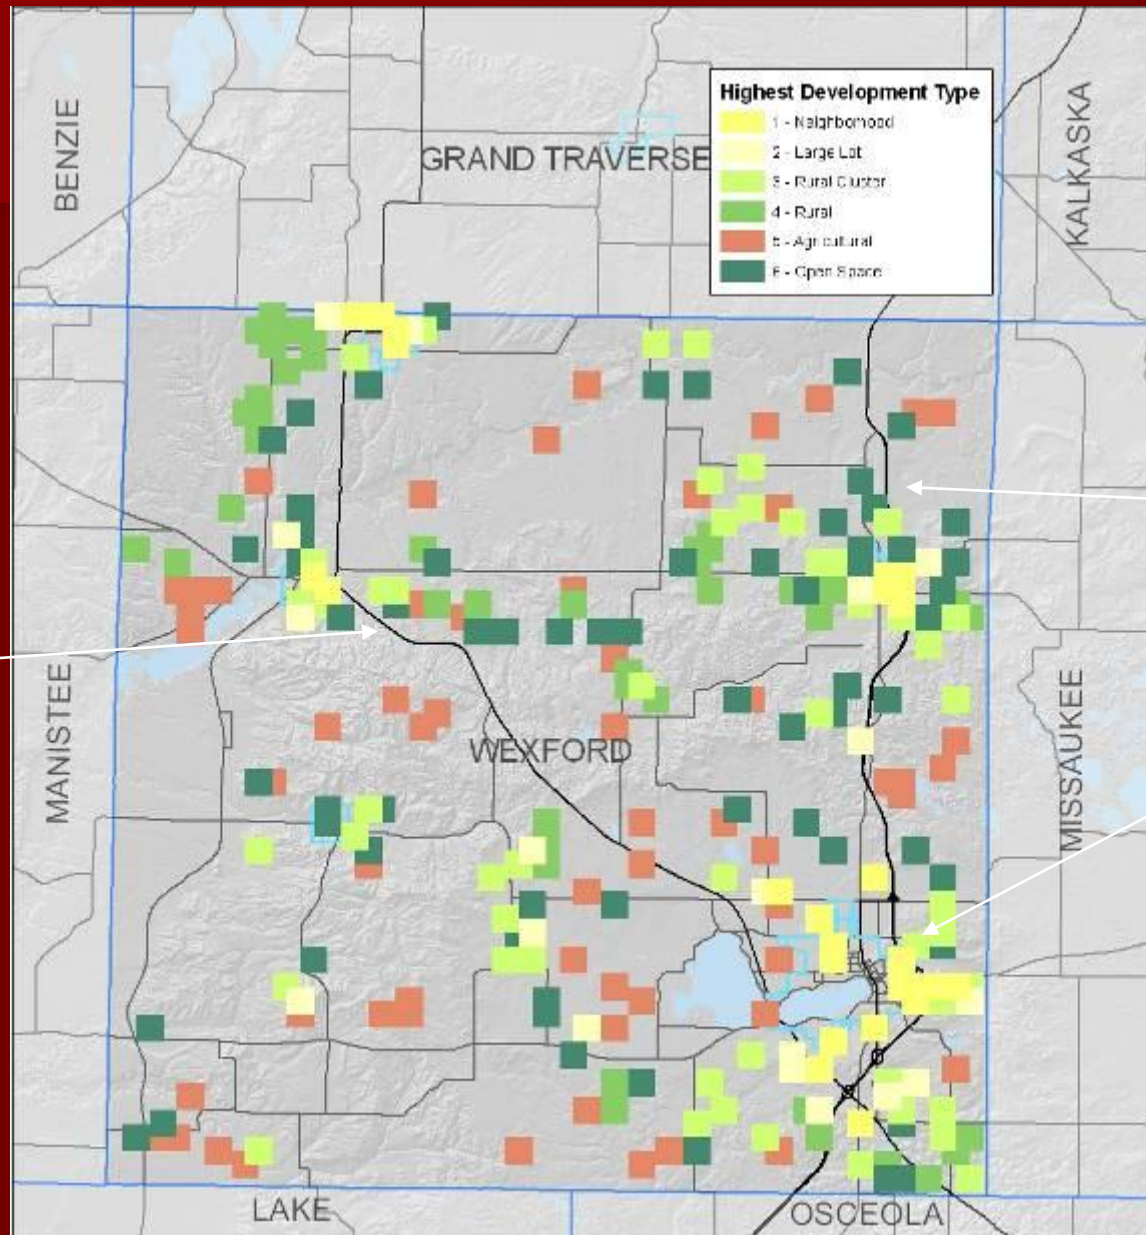 Highest Development Type
1 - Neighborhood
2 - Large Lot
3 - Rural Cluster
4 - Rural
5 - Agricultural
6 - Open Space
BENZIE
GRAND TRAVERSE
KALKASKA
MANISTEE
WEXFORD
MISSAUKEE
LAKE
OSCEOLA